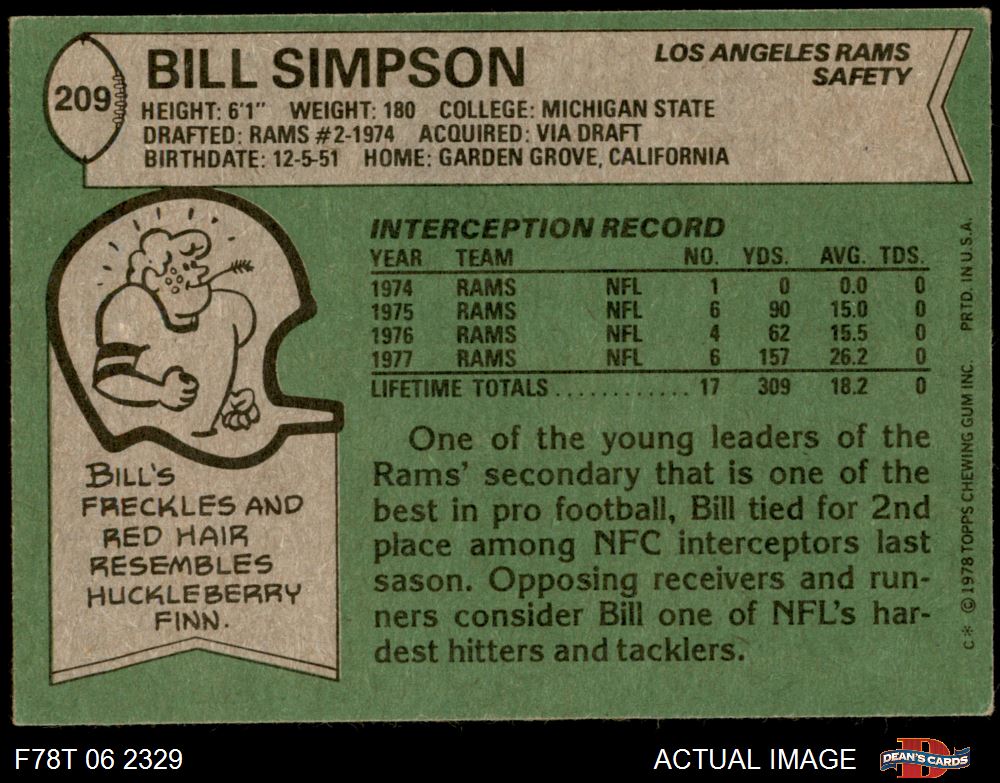 209
BILL SIMPSON
LOS ANGELES RAMS
SAFETY
HEIGHT: 6'1" WEIGHT: 180 COLLEGE: MICHIGAN STATE
DRAFTED: RAMS #2-1974 ACQUIRED: VIA DRAFT
BIRTHDATE: 12-5-51 HOME: GARDEN GROVE, CALIFORNIA
INTERCEPTION RECORD
YEAR TEAM NO. YDS. AVG. TDS.
1974 RAMS NFL 1 0 0.0 0
1975 RAMS NFL 6 90 15.0 0
1976 RAMS NFL 4 62 15.5 0
1977 RAMS NFL 6 157 26.2 0
LIFETIME TOTALS ............ 17 309 18.2 0
One of the young leaders of the
Rams' secondary that is one of the
best in pro football, Bill tied for 2nd
place among NFC interceptors last
sason. Opposing receivers and run-
ners consider Bill one of NFL's har-
dest hitters and tacklers.
BILL'S
FRECKLES AND
RED HAIR
RESEMBLES
HUCKLEBERRY
FINN.
C* ©1978 TOPPS CHEWING GUM INC. PRTD. IN U.S.A.
F78T 06 2329
ACTUAL IMAGE
D
DEAN'S CARDS